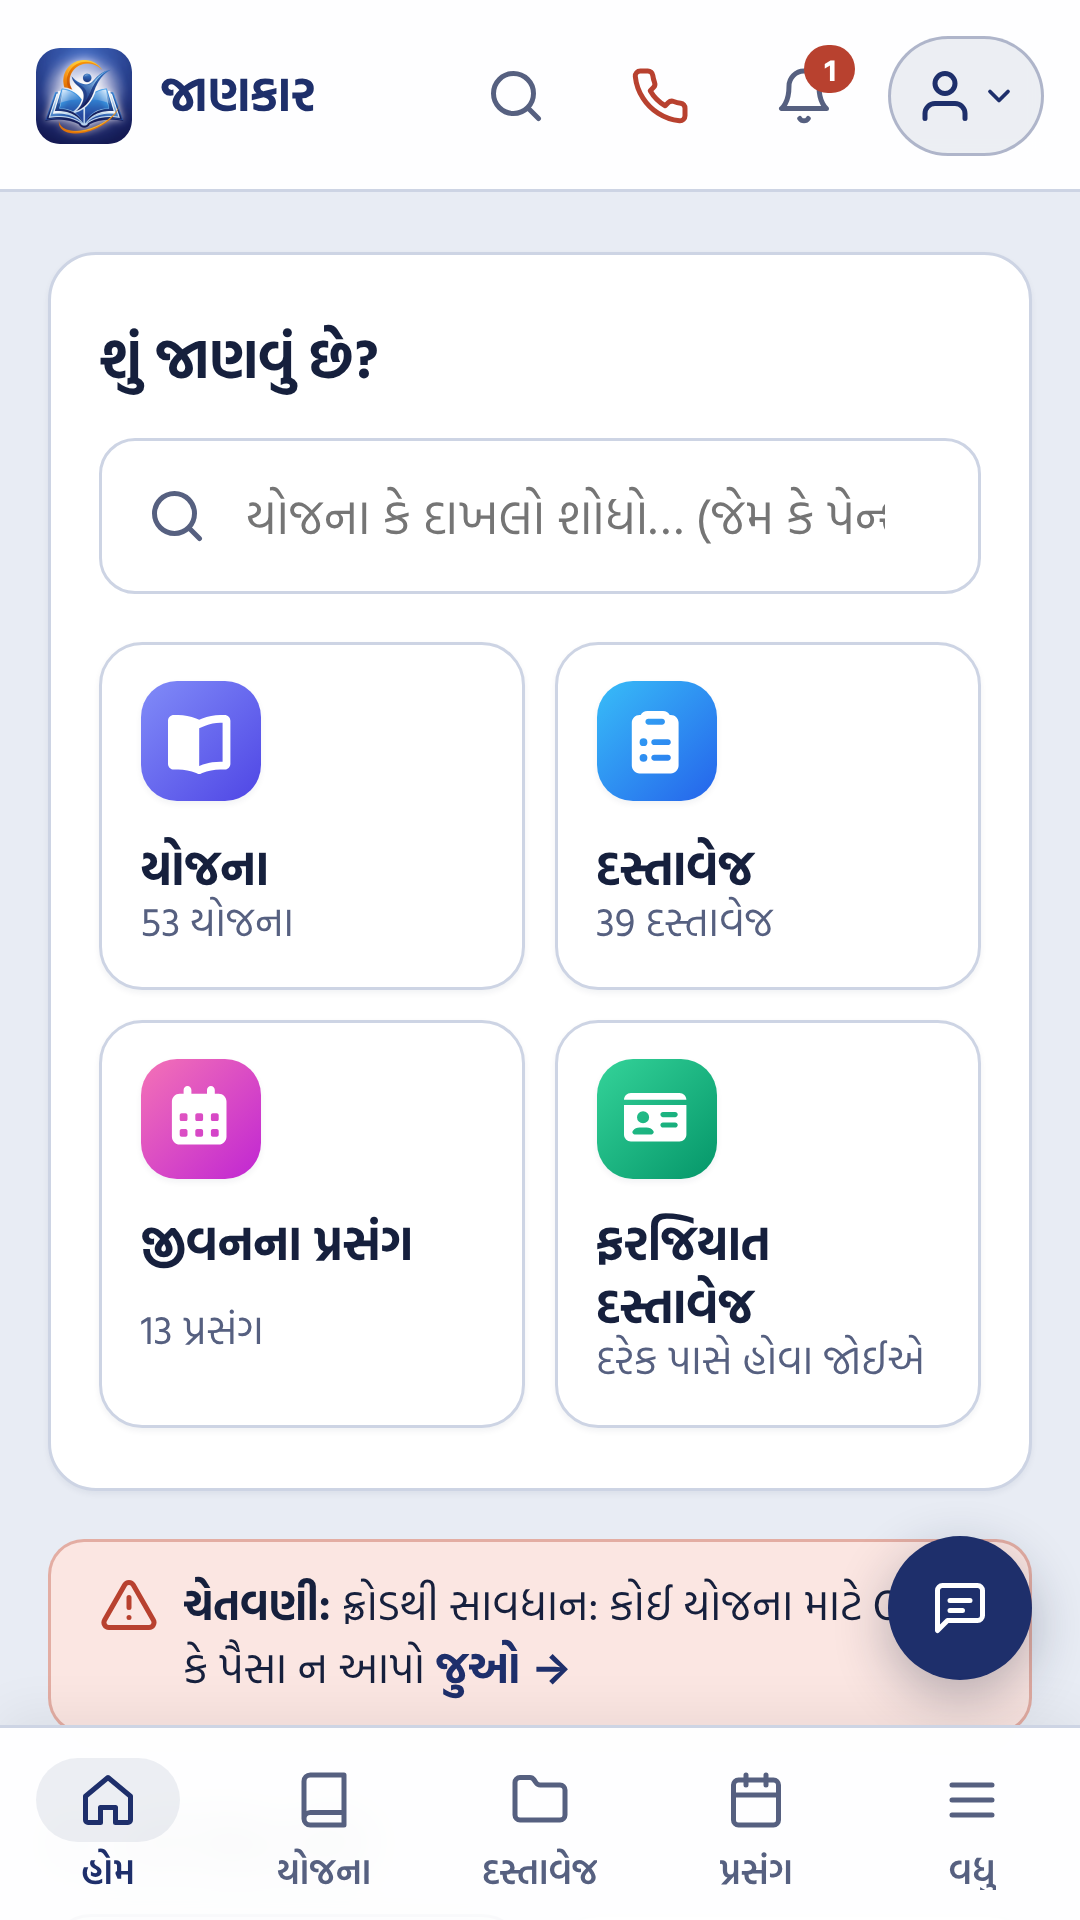 જાણકાર
1
શું જાણવું છે?
યોજના કે દાખલો શોધો... (જેમ કે
યોજના
53 યોજના
દસ્તાવેજ
39 દસ્તાવેજ
જીવનના પ્રસંગ
13 પ્રસંગ
ફરજિયાત
દસ્તાવેજ
દરેક પાસે હોવા જોઈએ
ચેતવણી: ફ્રોડથી સાવધાન: કોઈ યોજના માટે
કે પૈસા ન આપો જુઓ →
હોમ
યોજના
દસ્તાવેજ
પ્રસંગ
વધુ